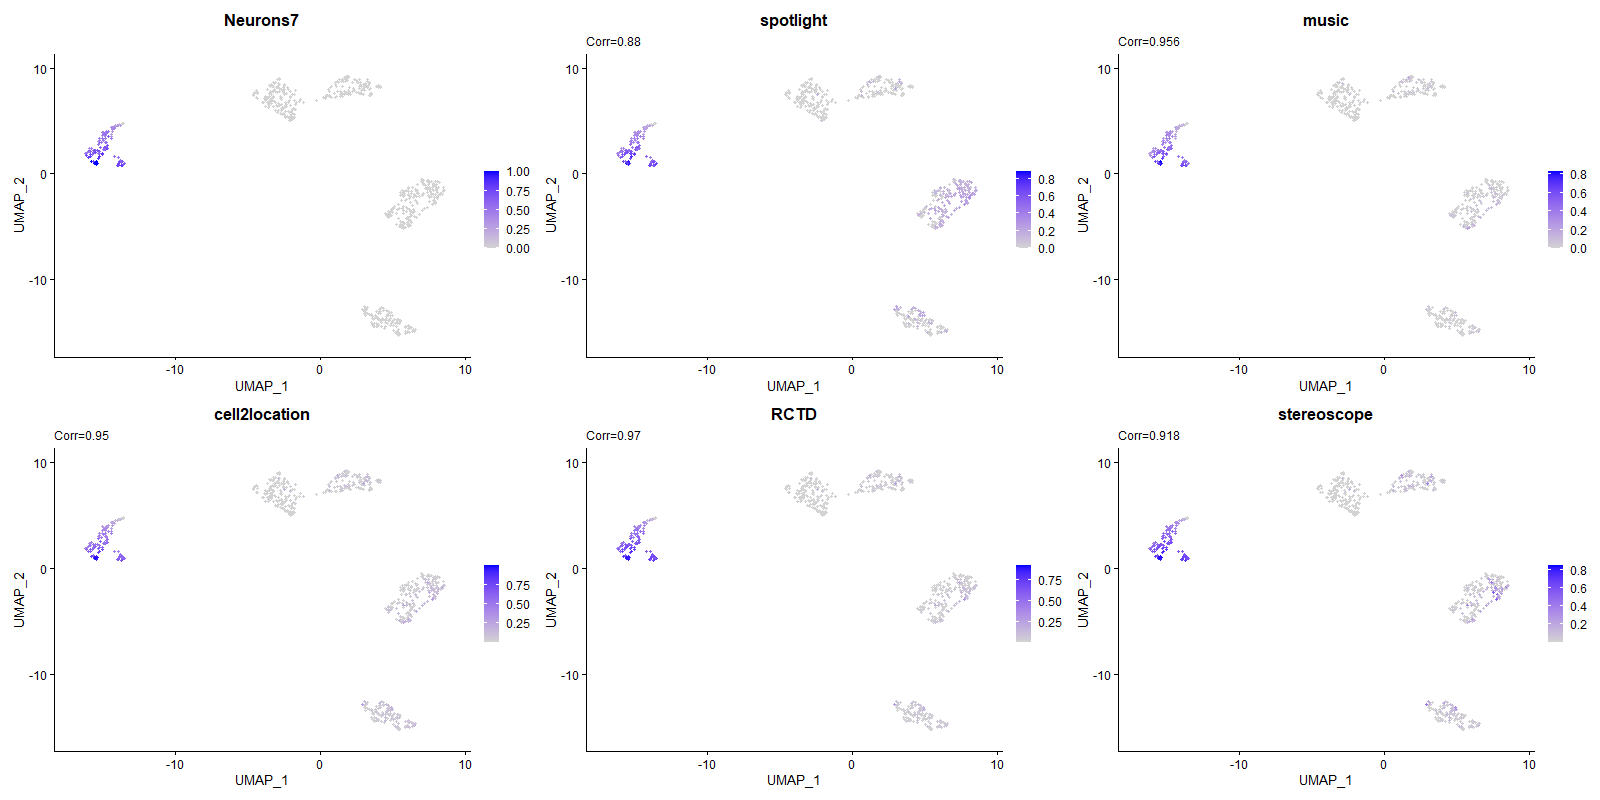 Neurons7
10
0
-10
-10
0
10
UMAP_1
UMAP_2
1.00
0.75
0.50
0.25
0.00
spotlight
Corr=0.88
10
0
-10
-10
0
10
UMAP_1
UMAP_2
0.8
0.6
0.4
0.2
0.0
music
Corr=0.956
10
0
-10
-10
0
10
UMAP_1
UMAP_2
0.8
0.6
0.4
0.2
0.0
cell2location
Corr=0.95
10
0
-10
-10
0
10
UMAP_1
UMAP_2
0.75
0.50
0.25
RCTD
Corr=0.97
10
0
-10
-10
0
10
UMAP_1
UMAP_2
0.75
0.50
0.25
stereoscope
Corr=0.918
10
0
-10
-10
0
10
UMAP_1
UMAP_2
0.8
0.6
0.4
0.2